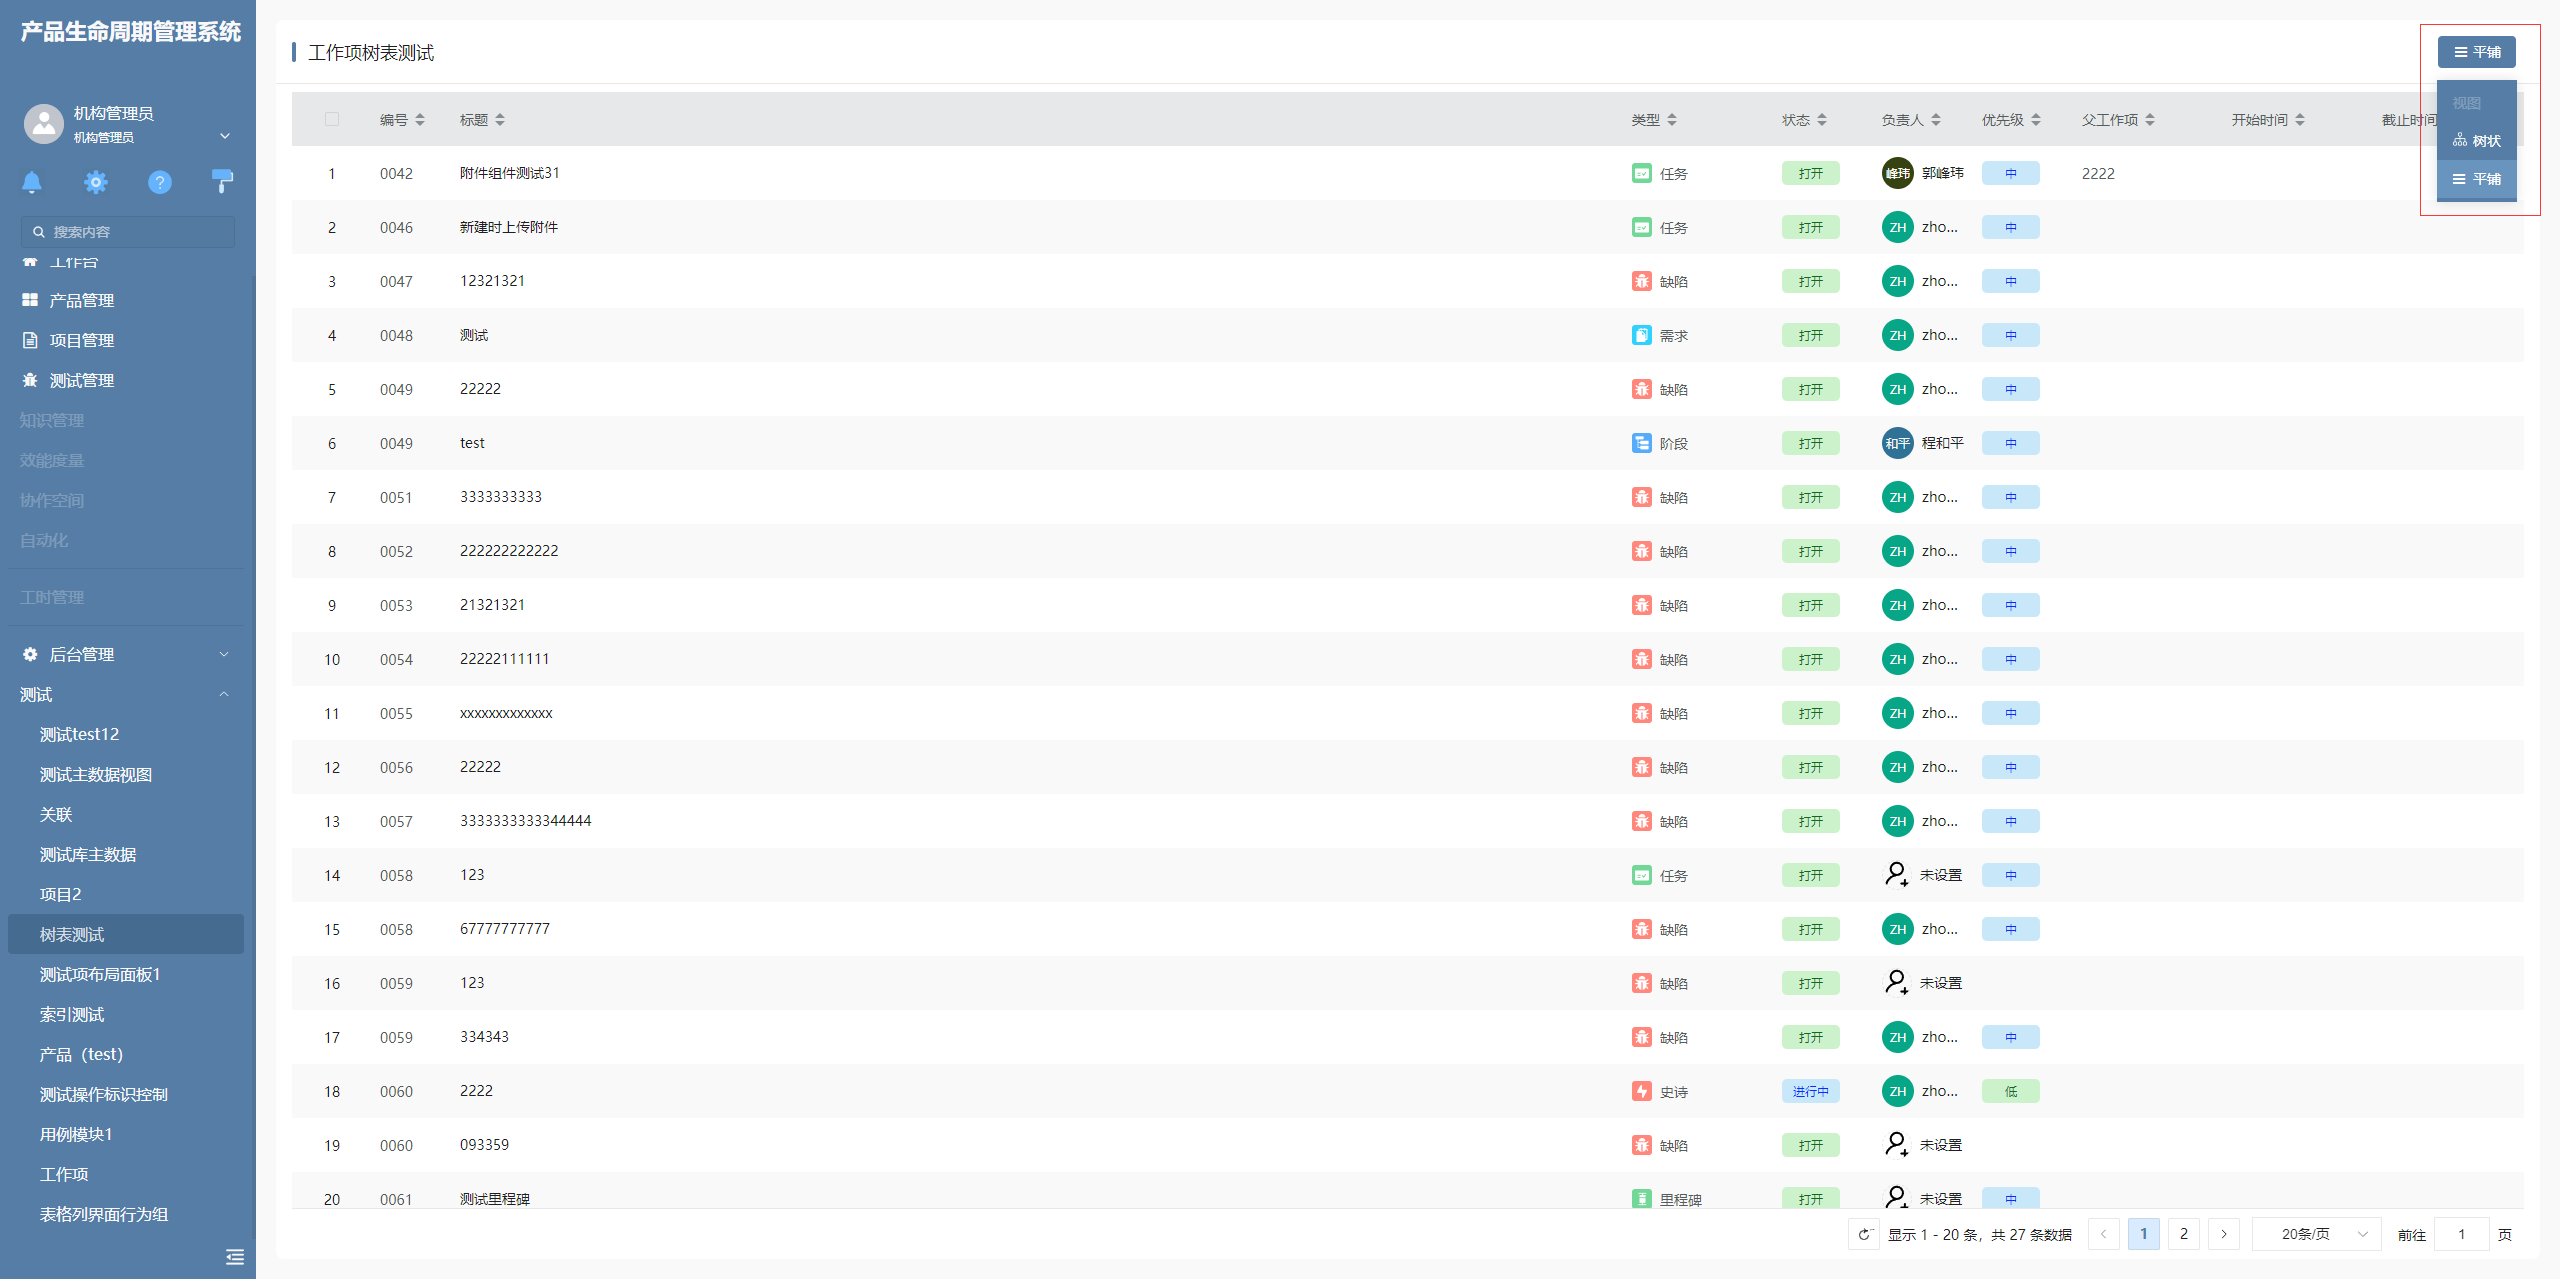 产品生命周期管理系统
机构管理员
机构管理员
搜索内容
工作台
产品管理
项目管理
测试管理
知识管理
效能度量
协作空间
自动化
工时管理
后台管理
测试
测试test12
测试主数据视图
关联
测试库主数据
项目2
树表测试
测试项布局面板1
索引测试
产品（test）
测试操作标识控制
用例模块1
工作项
表格列界面行为组
工作项树表测试
平铺
视图
树状
平铺
编号 标题 类型 状态 负责人 优先级 父工作项 开始时间 截止时间
1 0042 附件组件测试31 任务 打开 峰玮 郭峰玮 中 2222
2 0046 新建时上传附件 任务 打开 ZH zho... 中
3 0047 12321321 缺陷 打开 ZH zho... 中
4 0048 测试 需求 打开 ZH zho... 中
5 0049 22222 缺陷 打开 ZH zho... 中
6 0049 test 阶段 打开 和平 程和平 中
7 0051 3333333333 缺陷 打开 ZH zho... 中
8 0052 222222222222 缺陷 打开 ZH zho... 中
9 0053 21321321 缺陷 打开 ZH zho... 中
10 0054 22222111111 缺陷 打开 ZH zho... 中
11 0055 xxxxxxxxxxxxx 缺陷 打开 ZH zho... 中
12 0056 22222 缺陷 打开 ZH zho... 中
13 0057 3333333333344444 缺陷 打开 ZH zho... 中
14 0058 123 任务 打开 未设置 中
15 0058 67777777777 缺陷 打开 ZH zho... 中
16 0059 123 缺陷 打开 未设置
17 0059 334343 缺陷 打开 ZH zho... 中
18 0060 2222 史诗 进行中 ZH zho... 低
19 0060 093359 缺陷 打开 未设置
20 0061 测试里程碑 里程碑 打开 未设置 中
显示 1 - 20 条，共 27 条数据 1 2 20条/页 前往 1 页